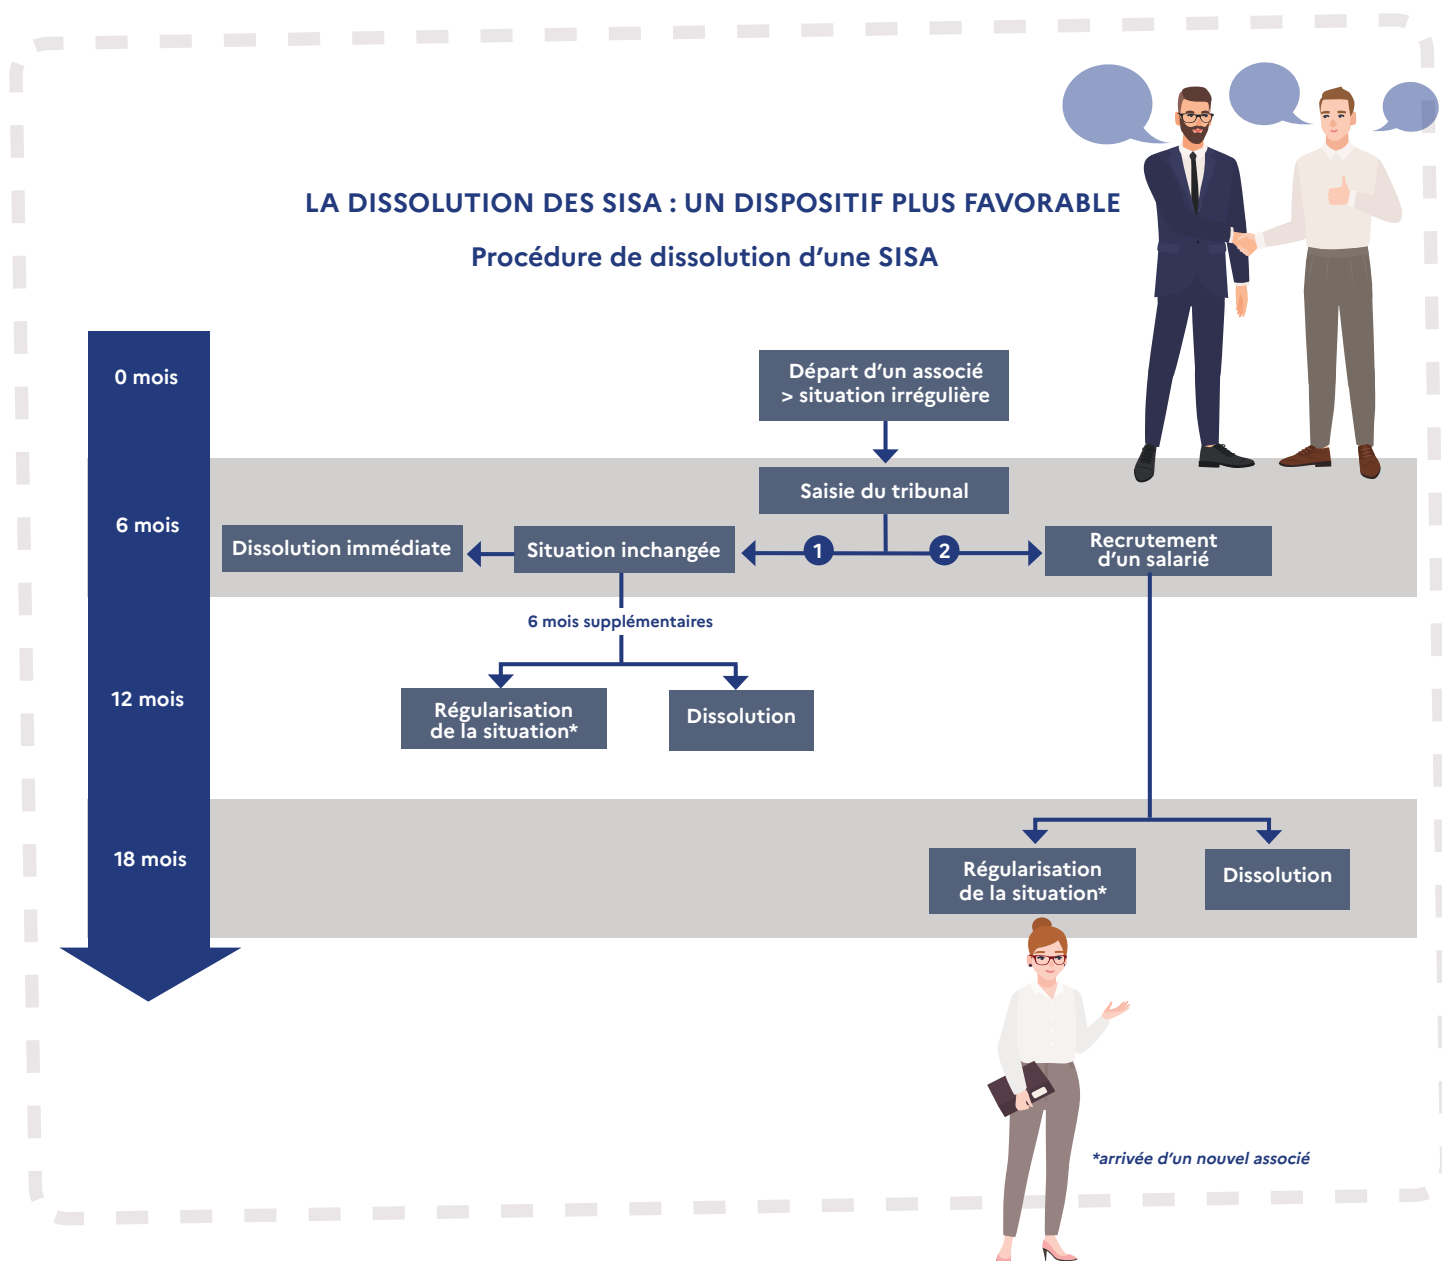 LA DISSOLUTION DES SISA : UN DISPOSITIF PLUS FAVORABLE
Procédure de dissolution d’une SISA
0 mois
Départ d’un associé
> situation irrégulière
6 mois
Saisie du tribunal
Dissolution immédiate
Situation inchangée
1
2
Recrutement
d’un salarié
6 mois supplémentaires
12 mois
Régularisation
de la situation*
Dissolution
18 mois
Régularisation
de la situation*
Dissolution
*arrivée d’un nouvel associé